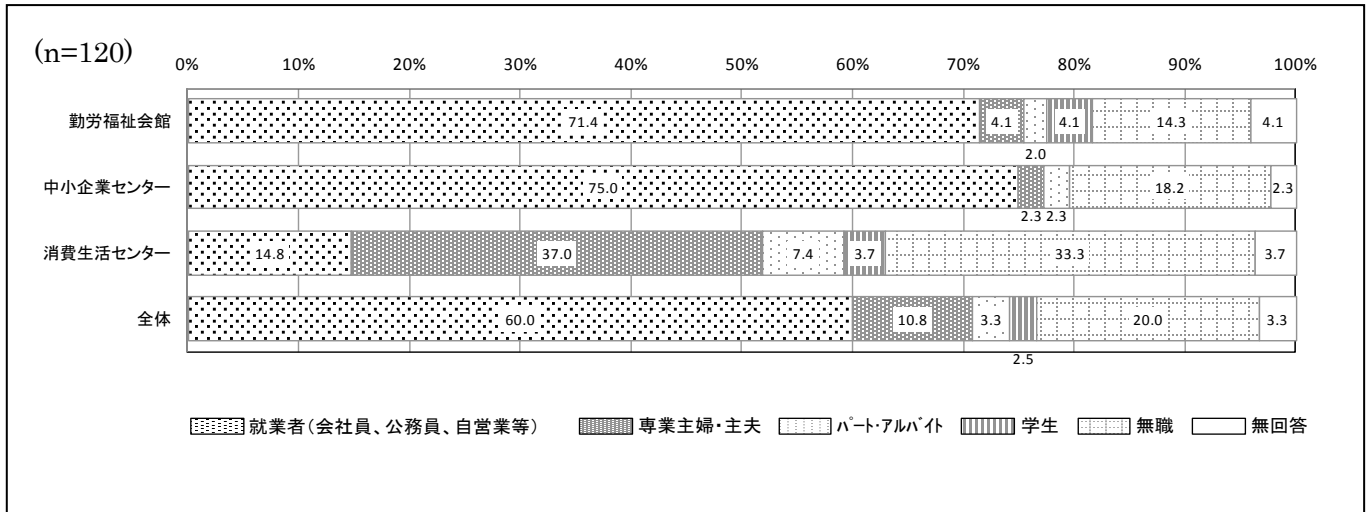 (n=120)
0% 10% 20% 30% 40% 50% 60% 70% 80% 90% 100%
勤労福祉会館 71.4 4.1 4.1 14.3 4.1
2.0
中小企業センター 75.0 18.2 2.3
2.3 2.3
消費生活センター 14.8 37.0 7.4 3.7 33.3 3.7
全体 60.0 10.8 3.3 20.0 3.3
2.5
就業者(会社員、公務員、自営業等) 専業主婦・主夫 パート・アルバイト 学生 無職 無回答